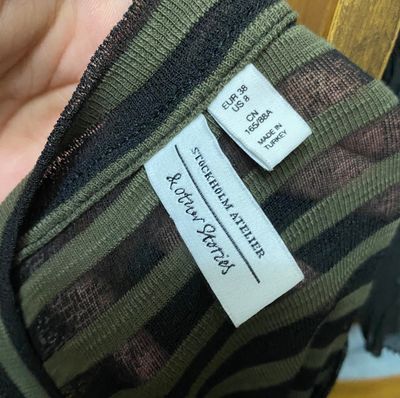 EUR 38
US 8
CN
165/88A
MADE IN
TURKEY
STOCKHOLM ATELIER
& other Stories